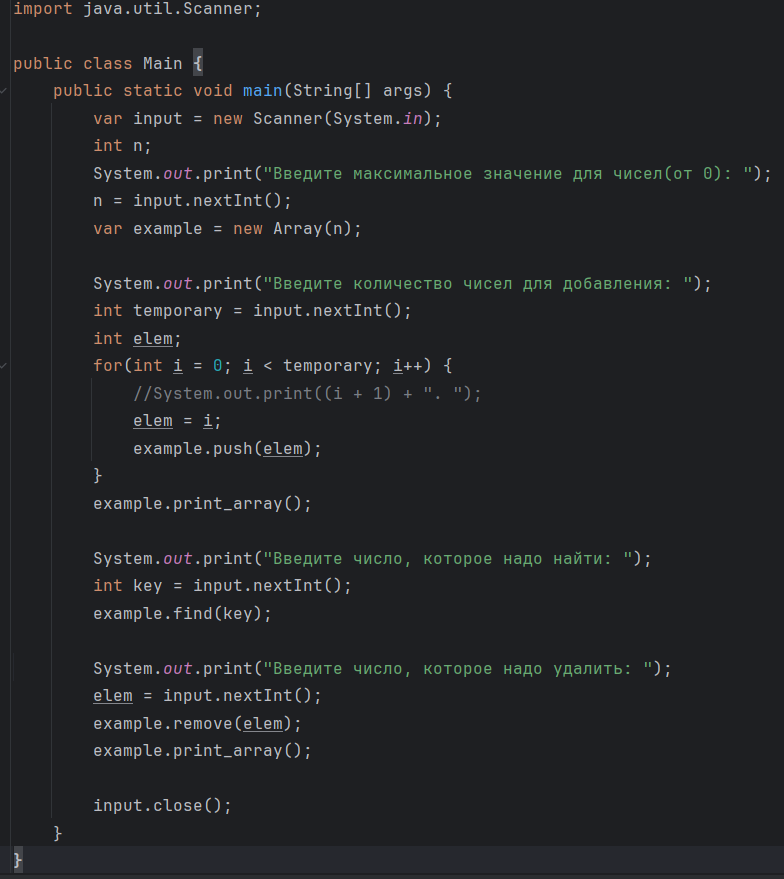 import java.util.Scanner;
public class Main {
public static void main(String[] args) {
var input = new Scanner(System.in);
int n;
System.out.print("Введите максимальное значение для чисел(от 0): ");
n = input.nextInt();
var example = new Array(n);
System.out.print("Введите количество чисел для добавления: ");
int temporary = input.nextInt();
int elem;
for(int i = 0; i < temporary; i++) {
//System.out.print((i + 1) + ". ");
elem = i;
example.push(elem);
}
example.print_array();
System.out.print("Введите число, которое надо найти: ");
int key = input.nextInt();
example.find(key);
System.out.print("Введите число, которое надо удалить: ");
elem = input.nextInt();
example.remove(elem);
example.print_array();
input.close();
}
}